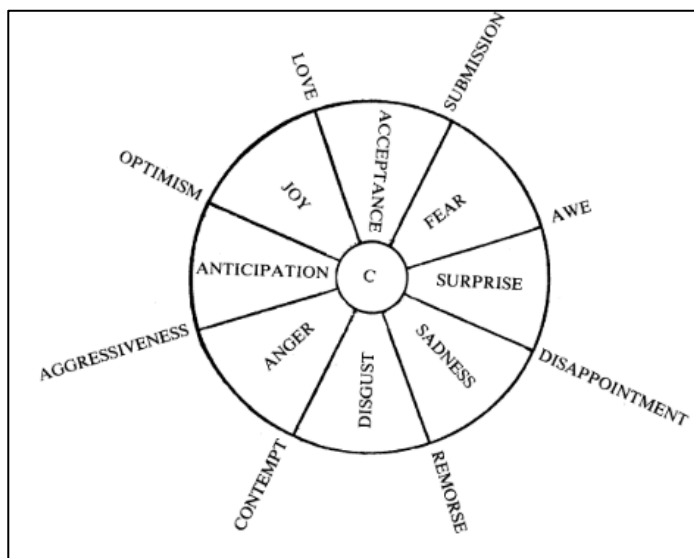 SUBMISSION
LOVE
ACCEPTANCE
OPTIMISM
JOY
FEAR
AWE
ANTICIPATION
C
SURPRISE
AGGRESSIVENESS
ANGER
DISGUST
SADNESS
DISAPPOINTMENT
CONTEMPT
REMORSE